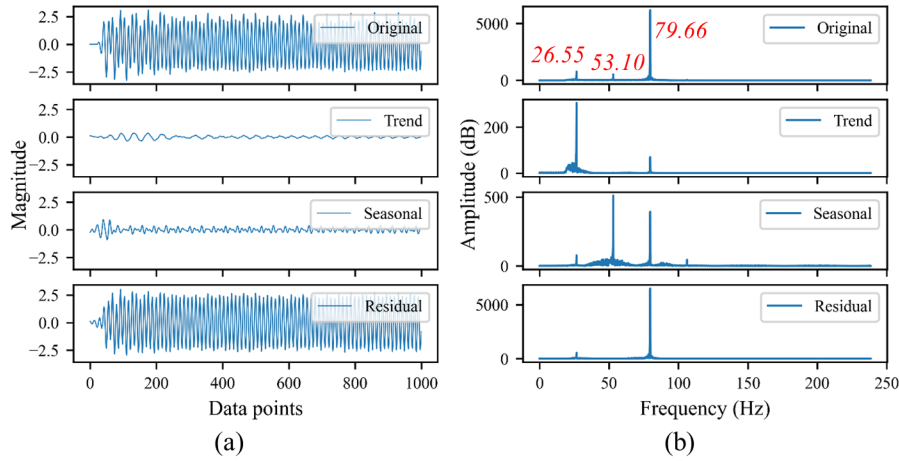 Magnitude
2.5
0.0
−2.5
Original
2.5
0.0
−2.5
Trend
2.5
0.0
−2.5
Seasonal
2.5
0.0
−2.5
Residual
0 200 400 600 800 1000
Data points
(a)
Amplitude (dB)
5000
0
26.55
53.10
79.66
Original
200
0
Trend
500
0
Seasonal
5000
0
Residual
0 50 100 150 200 250
Frequency (Hz)
(b)